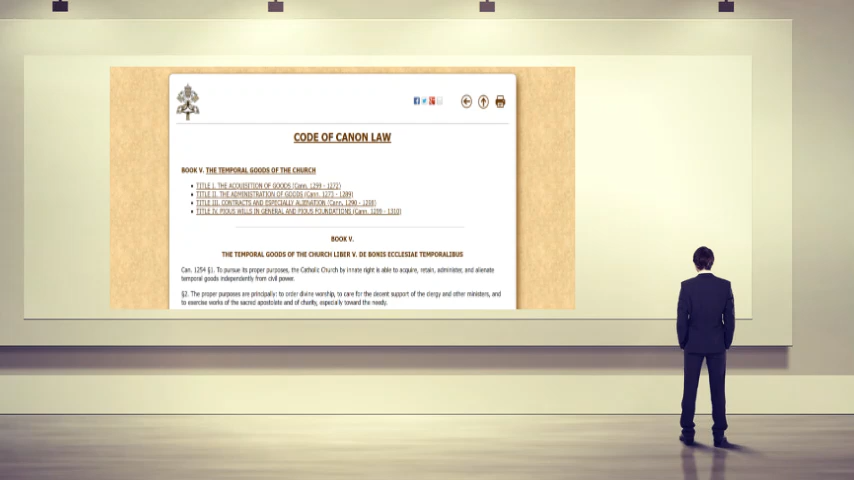 CODE OF CANON LAW
BOOK V. THE TEMPORAL GOODS OF THE CHURCH
TITLE I. THE ACQUISITION OF GOODS (Cann. 1259 - 1272)
TITLE II. THE ADMINISTRATION OF GOODS (Cann. 1273 - 1289)
TITLE III. CONTRACTS AND ESPECIALLY ALIENATION (Cann. 1290 - 1298)
TITLE IV. PIOUS WILLS IN GENERAL AND PIOUS FOUNDATIONS (Cann. 1299 - 1310)
BOOK V.
THE TEMPORAL GOODS OF THE CHURCH LIBER V. DE BONIS ECCLESIAE TEMPORALIBUS
Can. 1254 §1. To pursue its proper purposes, the Catholic Church by innate right is able to acquire, retain, administer, and alienate
temporal goods independently from civil power.
§2. The proper purposes are principally: to order divine worship, to care for the decent support of the clergy and other ministers, and
to exercise works of the sacred apostolate and of charity, especially toward the needy.